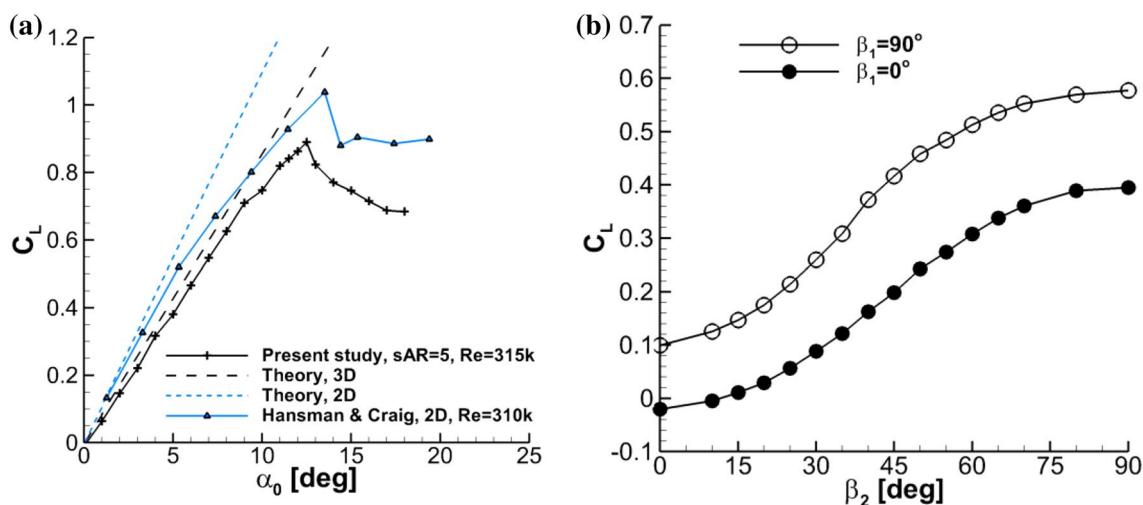 (a)
1.2
1
0.8
0.6
0.4
0.2
0
C_L
0 5 10 15 20 25
α₀ [deg]
Present study, sAR=5, Re=315k
Theory, 3D
Theory, 2D
Hansman & Craig, 2D, Re=310k
(b)
0.7
0.6
0.5
0.4
0.3
0.2
0.1
0
-0.1
C_L
0 15 30 45 60 75 90
β₂ [deg]
β₁=90°
β₁=0°